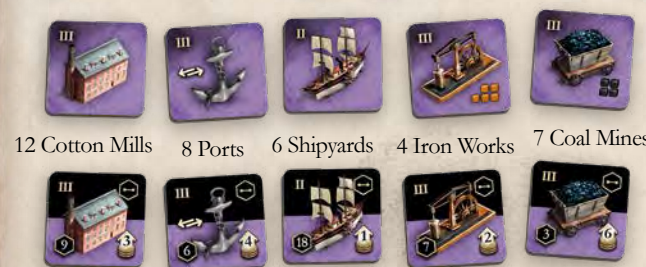 III III II III III
12 Cotton Mills 8 Ports 6 Shipyards 4 Iron Works 7 Coal Mines
III III II III III
9 3 6 4 18 1 7 2 3 6